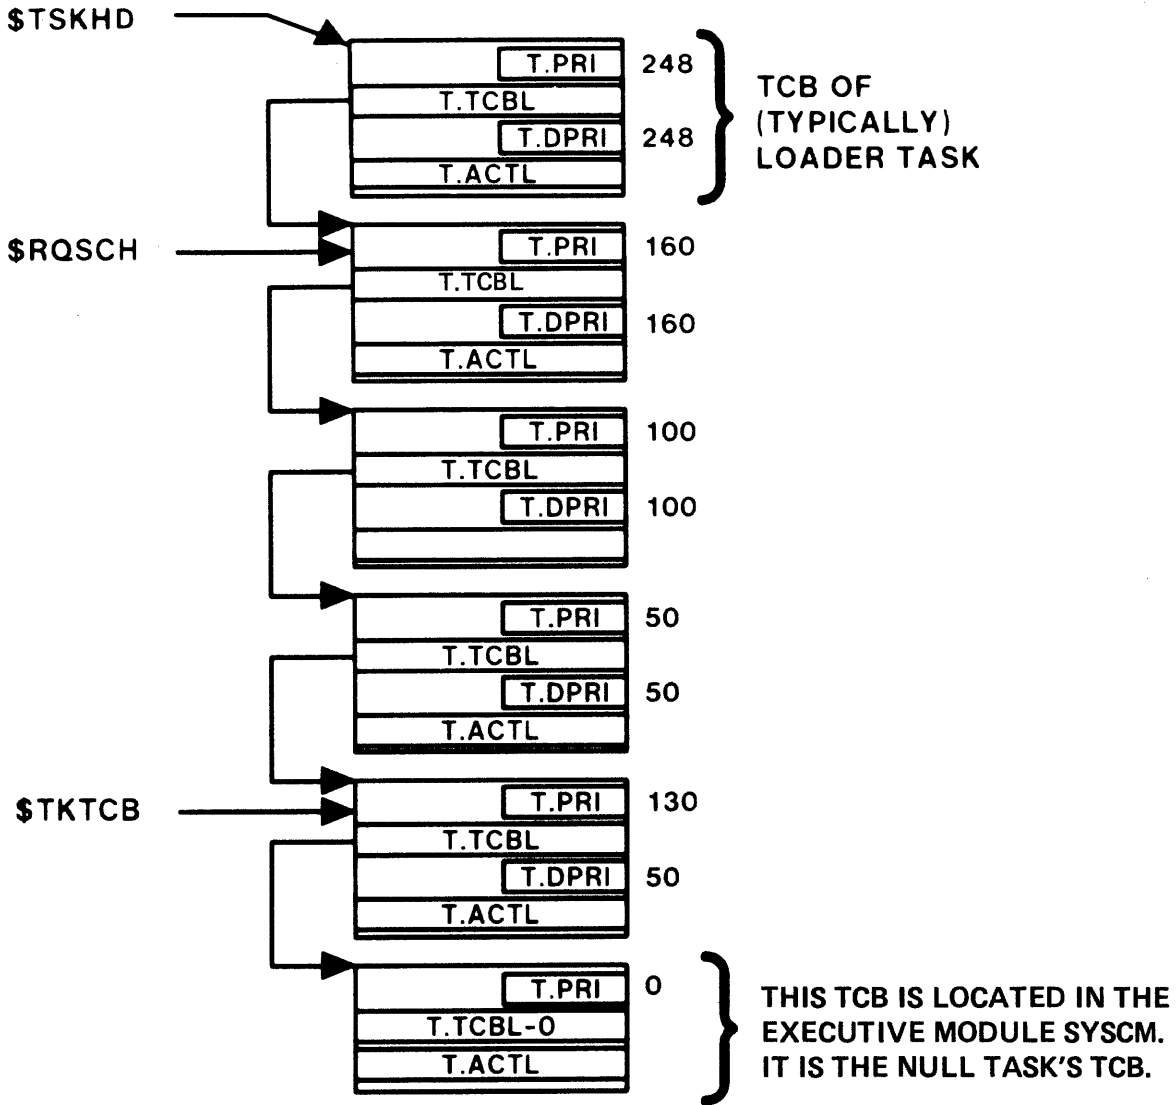 $TSKHD
T.PRI 248
T.TCBL
T.DPRI 248
T.ACTL
TCB OF
(TYPICALLY)
LOADER TASK
$RQSCH
T.PRI 160
T.TCBL
T.DPRI 160
T.ACTL
T.PRI 100
T.TCBL
T.DPRI 100
T.PRI 50
T.TCBL
T.DPRI 50
T.ACTL
$TKTCB
T.PRI 130
T.TCBL
T.DPRI 50
T.ACTL
T.PRI 0
T.TCBL-0
T.ACTL
THIS TCB IS LOCATED IN THE
EXECUTIVE MODULE SYSCM.
IT IS THE NULL TASK'S TCB.